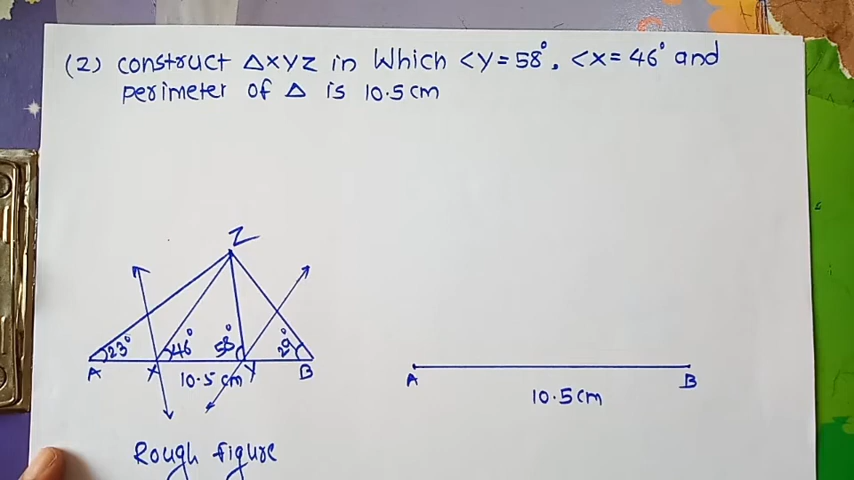 (2) construct △XYZ in Which <Y = 58°, <X = 46° and
perimeter of △ is 10.5 cm
Z
23° 46° 58° 29°
A X 10.5 cm Y B
Rough figure
A B
10.5 cm